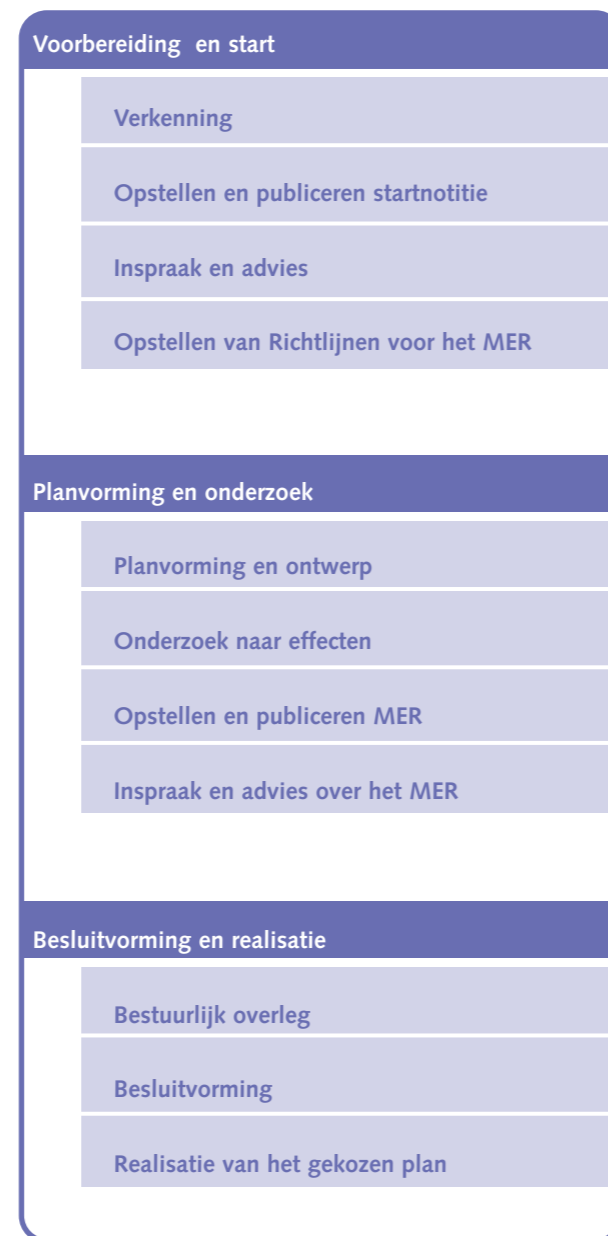 Voorbereiding en start
Verkenning
Opstellen en publiceren startnotitie
Inspraak en advies
Opstellen van Richtlijnen voor het MER
Planvorming en onderzoek
Planvorming en ontwerp
Onderzoek naar effecten
Opstellen en publiceren MER
Inspraak en advies over het MER
Besluitvorming en realisatie
Bestuurlijk overleg
Besluitvorming
Realisatie van het gekozen plan